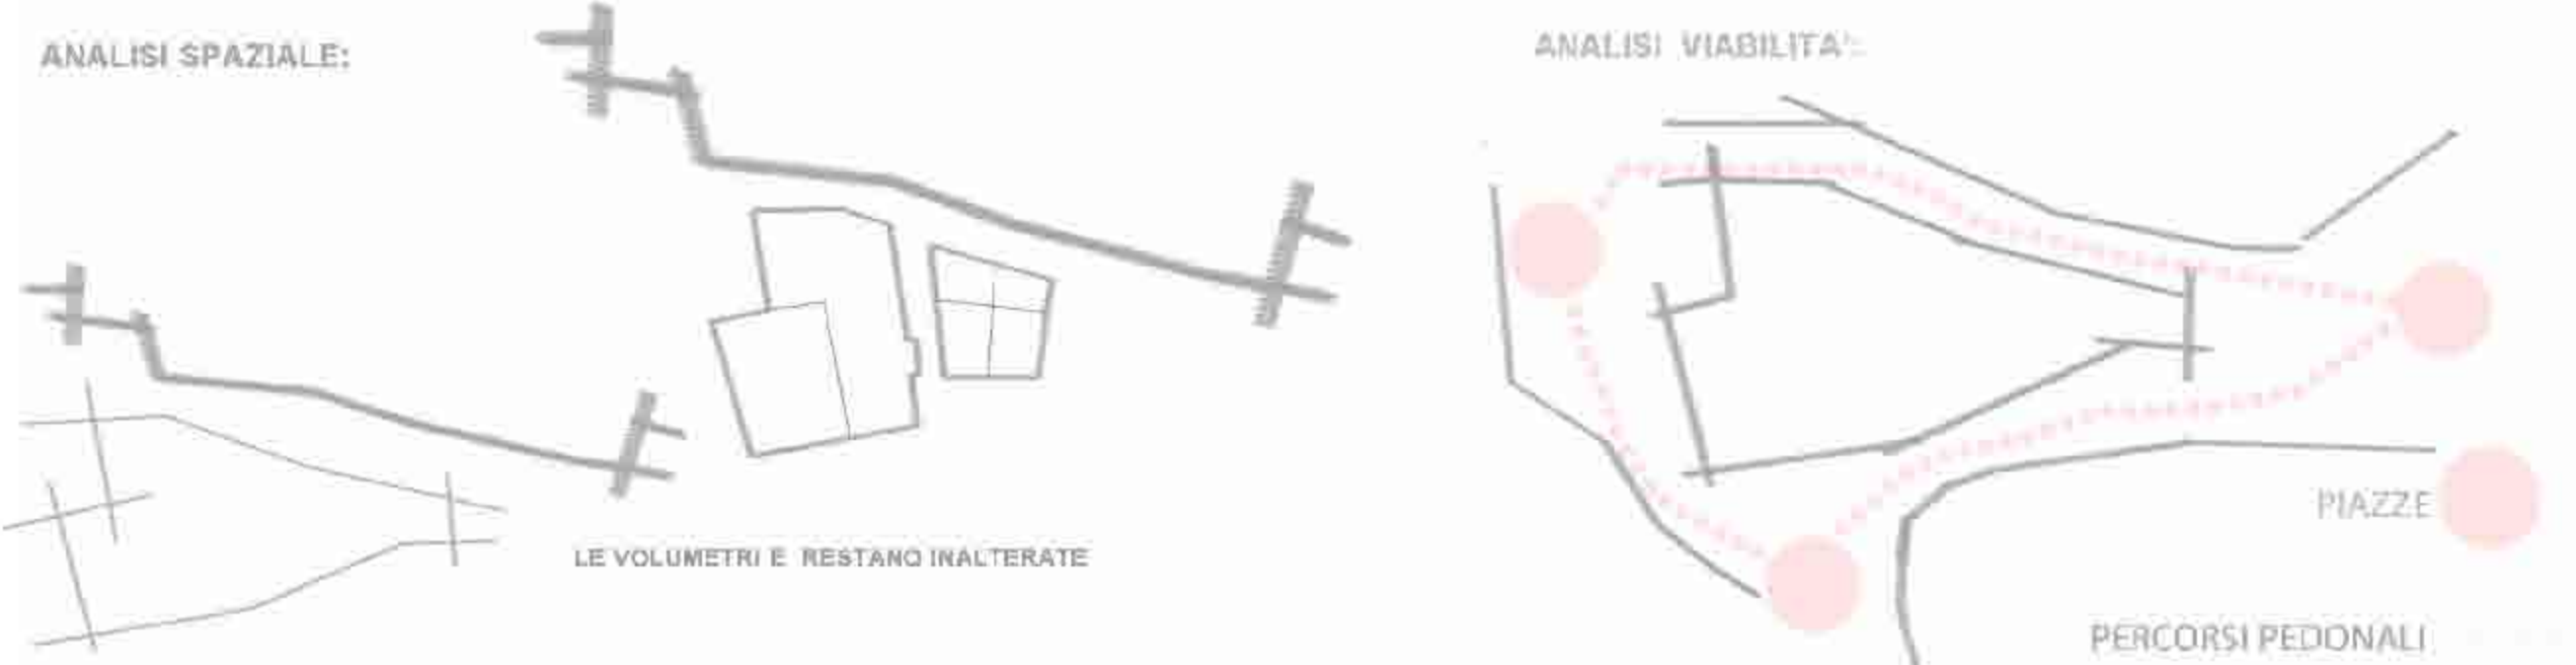 ANALISI SPAZIALE:
ANALISI VIABILITA':
LE VOLUMETRI E RESTANO INALTERATE
PIAZZE
PERCORSI PEDONALI